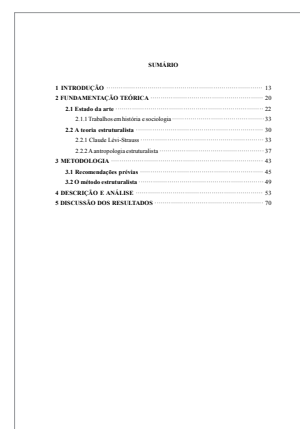 SUMÁRIO
1 INTRODUÇÃO 13
2 FUNDAMENTAÇÃO TEÓRICA 20
2.1 Estado da arte 22
2.1.1 Trabalhos em história e sociologia 33
2.2 A teoria estruturalista 30
2.2.1 Claude Lévi-Strauss 33
2.2.2 A antropologia estruturalista 37
3 METODOLOGIA 43
3.1 Recomendações prévias 45
3.2 O método estruturalista 49
4 DESCRIÇÃO E ANÁLISE 53
5 DISCUSSÃO DOS RESULTADOS 70